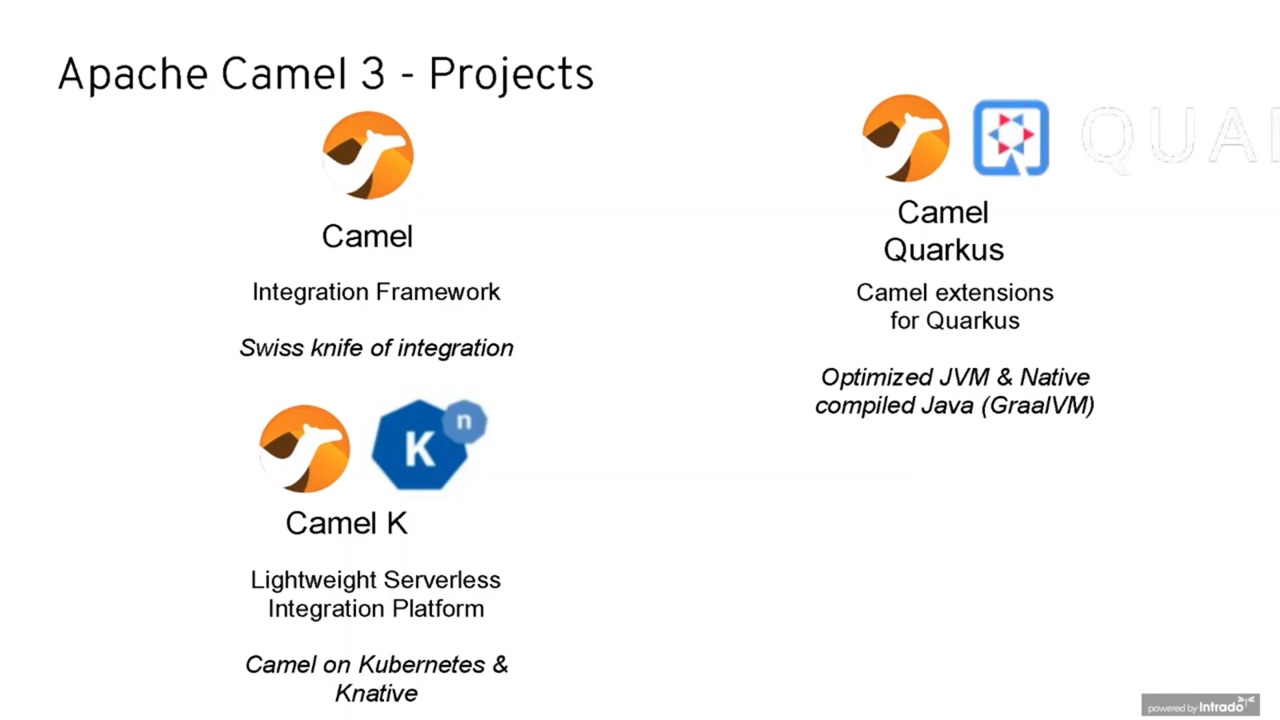 Apache Camel 3 - Projects
Camel
Integration Framework
Swiss knife of integration
QUA
Camel
Quarkus
Camel extensions
for Quarkus
Optimized JVM & Native
compiled Java (GraalVM)
K
n
Camel K
Lightweight Serverless
Integration Platform
Camel on Kubernetes &
Knative
powered by Intrado